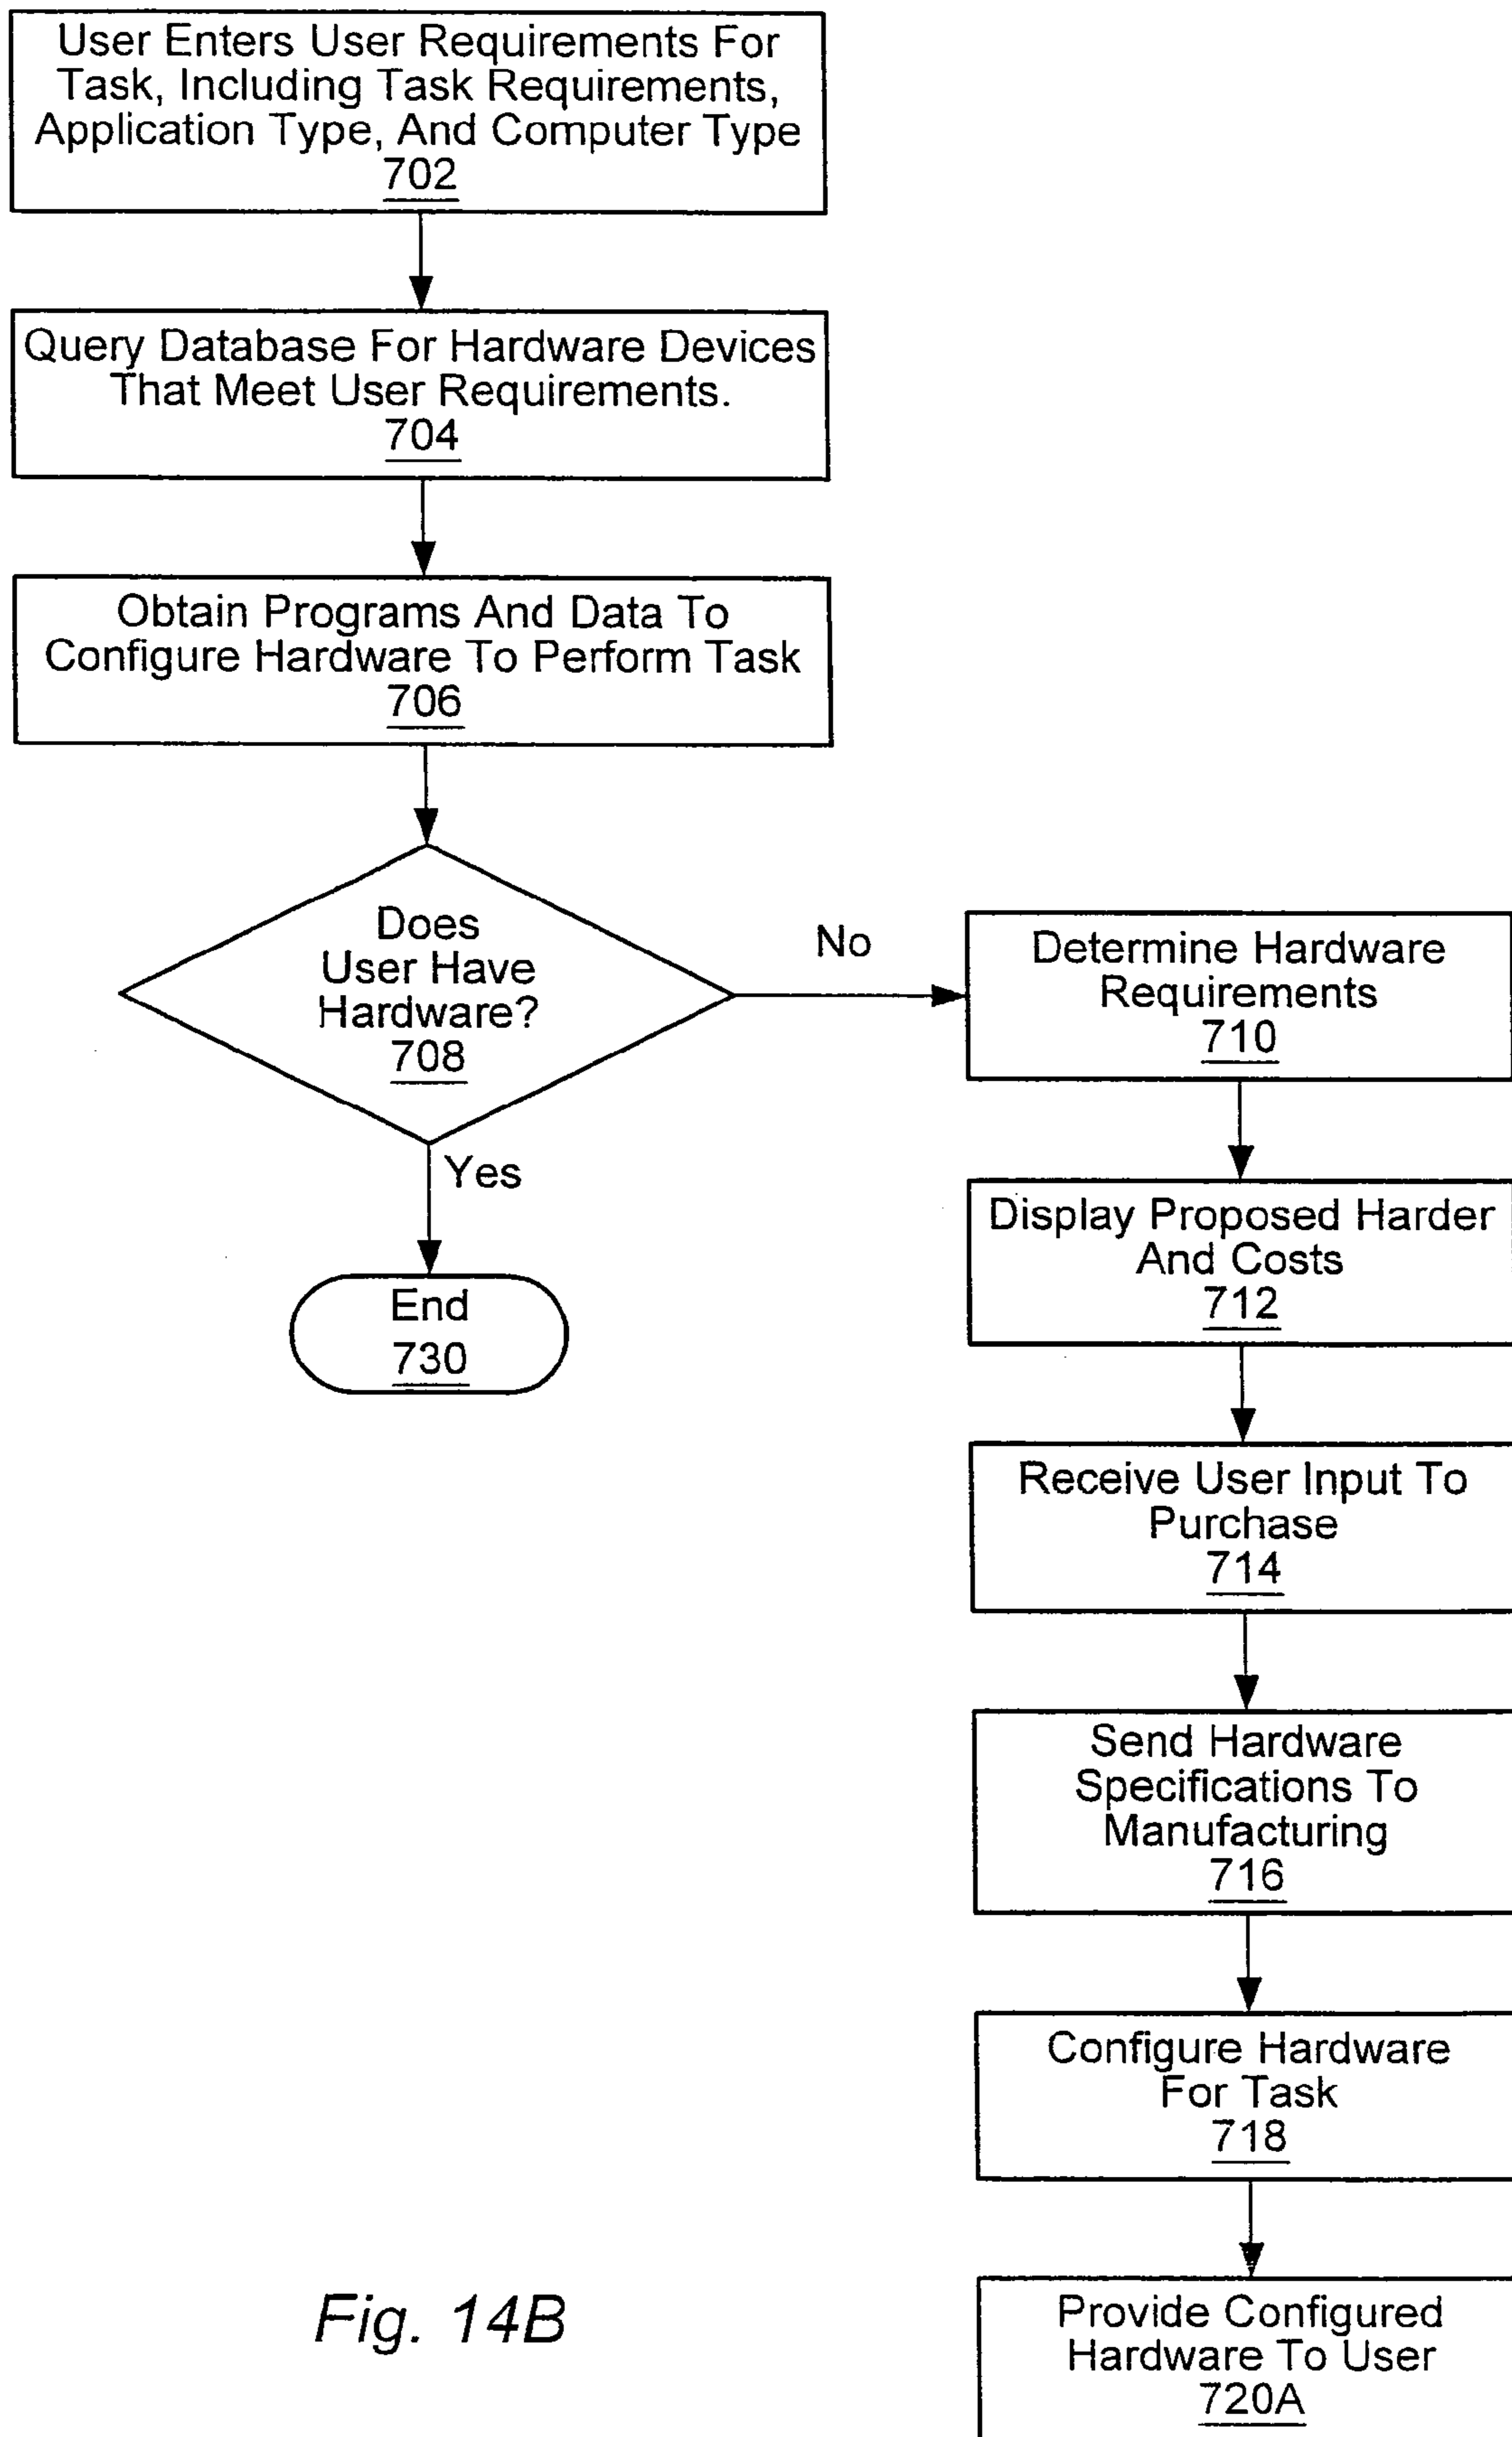 User Enters User Requirements For
Task, Including Task Requirements,
Application Type, And Computer Type
702
Query Database For Hardware Devices
That Meet User Requirements.
704
Obtain Programs And Data To
Configure Hardware To Perform Task
706
Does
User Have
Hardware?
708
No
Yes
End
730
Determine Hardware
Requirements
710
Display Proposed Harder
And Costs
712
Receive User Input To
Purchase
714
Send Hardware
Specifications To
Manufacturing
716
Configure Hardware
For Task
718
Provide Configured
Hardware To User
720A
Fig. 14B